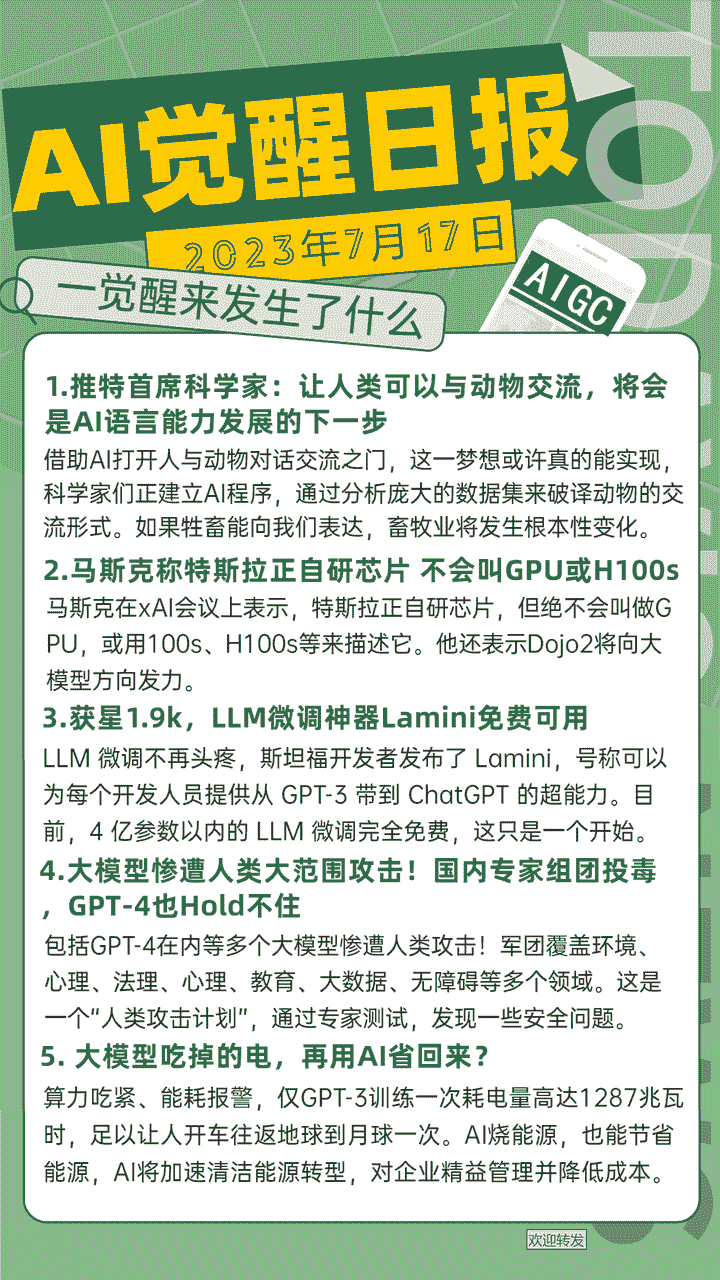 AI觉醒日报
2023年7月17日
一觉醒来发生了什么
AIGC
1.推特首席科学家：让人类可以与动物交流，将会
是AI语言能力发展的下一步
借助AI打开人与动物对话交流之门，这一梦想或许真的能实现，
科学家们正建立AI程序，通过分析庞大的数据集来破译动物的交
流形式。如果牲畜能向我们表达，畜牧业将发生根本性变化。
2.马斯克称特斯拉正自研芯片 不会叫GPU或H100s
马斯克在xAI会议上表示，特斯拉正自研芯片，但绝不会叫做G
PU，或用100s、H100s等来描述它。他还表示Dojo2将向大
模型方向发力。
3.获星1.9k，LLM微调神器Lamini免费可用
LLM 微调不再头疼，斯坦福开发者发布了 Lamini，号称可以
为每个开发人员提供从 GPT-3 带到 ChatGPT 的超能力。目
前，4 亿参数以内的 LLM 微调完全免费，这只是一个开始。
4.大模型惨遭人类大范围攻击！国内专家组团投毒
，GPT-4也Hold不住
包括GPT-4在内等多个大模型惨遭人类攻击！军团覆盖环境、
心理、法理、心理、教育、大数据、无障碍等多个领域。这是
一个“人类攻击计划”，通过专家测试，发现一些安全问题。
5. 大模型吃掉的电，再用AI省回来？
算力吃紧、能耗报警，仅GPT-3训练一次耗电量高达1287兆瓦
时，足以让人开车往返地球到月球一次。AI烧能源，也能节省
能源，AI将加速清洁能源转型，对企业精益管理并降低成本。
欢迎转发